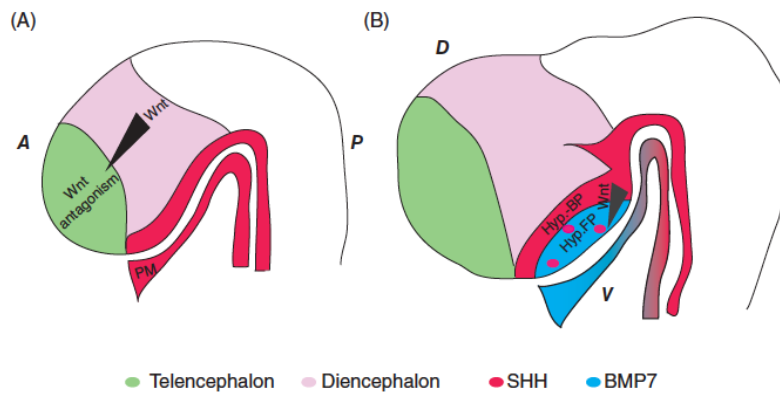 (A)
(B)
D
A
Wnt
P
Wnt
antagonism
PM
Hyp.-BP
Hyp.FP
Wnt
V
Telencephalon Diencephalon SHH BMP7